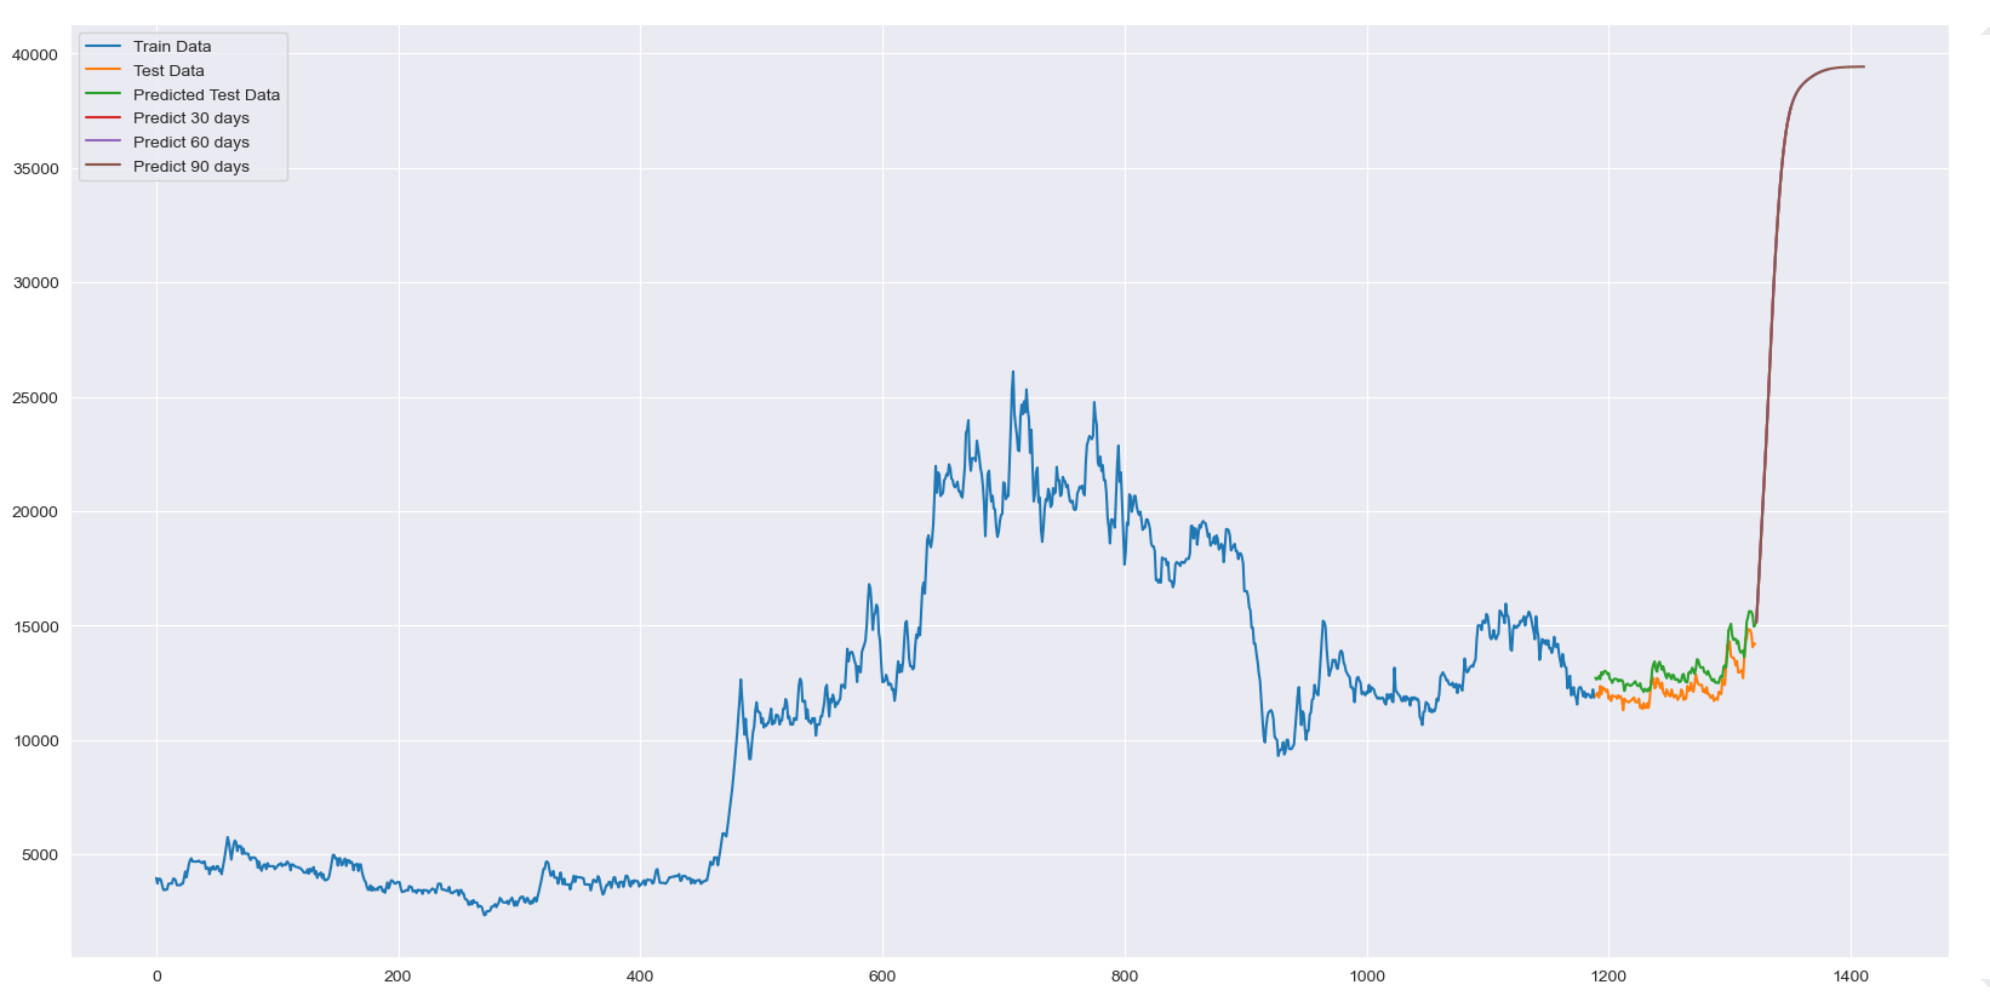 Train Data
Test Data
Predicted Test Data
Predict 30 days
Predict 60 days
Predict 90 days
40000
35000
30000
25000
20000
15000
10000
5000
0 200 400 600 800 1000 1200 1400